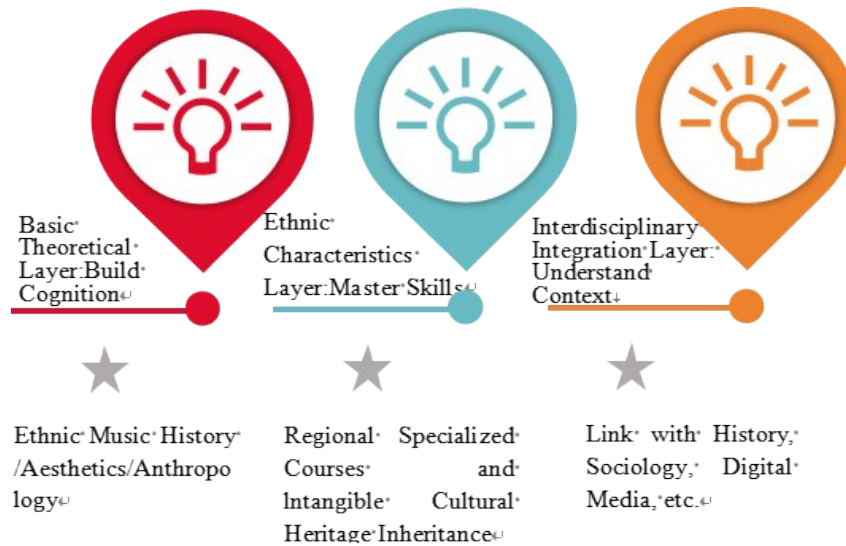 Basic
Theoretical
Layer:Build
Cognition
Ethnic
Characteristics
Layer:Master Skills
Interdisciplinary
Integration Layer:
Understand
Context
Ethnic Music History
/Aesthetics/Anthropo
logy
Regional Specialized
Courses and
Intangible Cultural
Heritage Inheritance
Link with History,
Sociology, Digital
Media, etc.